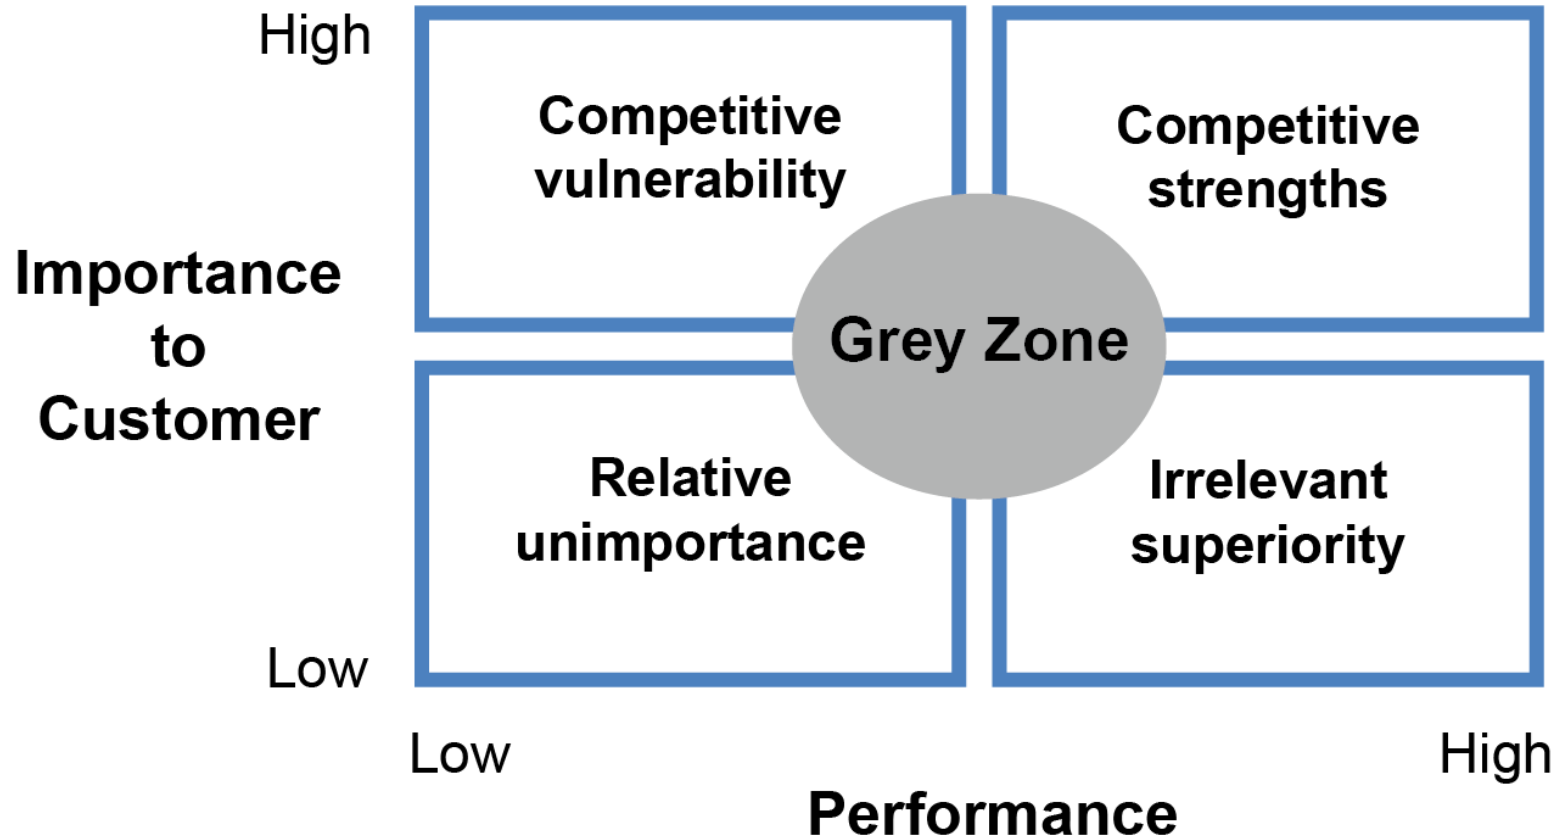 High
Competitive
vulnerability
Competitive
strengths
Importance
to
Customer
Grey Zone
Relative
unimportance
Irrelevant
superiority
Low
Low
High
Performance